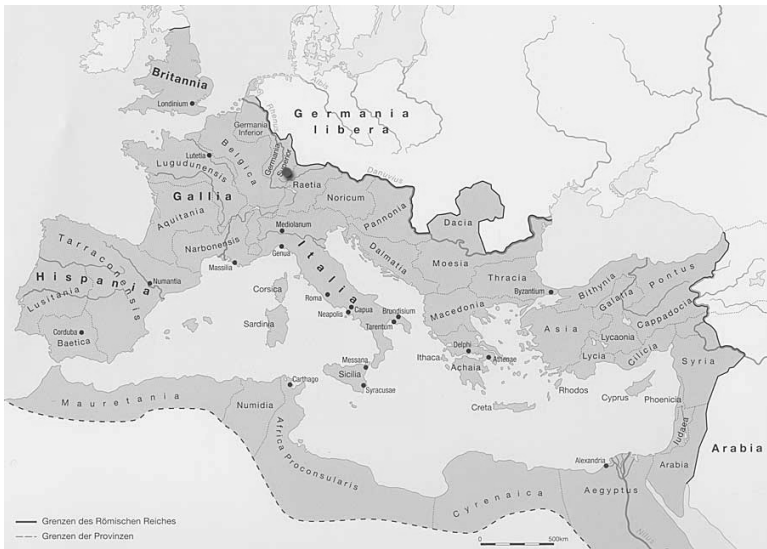 Britannia
Londinium
Germania
libera
Albis
Rhenus
Germania
Inferior
Belgica
Lutetia
Lugudunensis
Germania
Superior
Danuvius
Raetia
Noricum
Gallia
Aquitania
Pannonia
Dacia
Mediolanum
Narbonensis
Genua
Italia
Dalmatia
Moesia
Thracia
Tarraconensis
Hispania
Numantia
Massilia
Lusitania
Corsica
Roma
Capua
Neapolis
Brundisium
Tarentum
Macedonia
Byzantium
Bithynia
Pontus
Galatia
Cappadocia
Corduba
Baetica
Sardinia
Asia
Lycaonia
Lycia
Cilicia
Syria
Delphi
Athenae
Ithaca
Achaia
Messana
Sicilia
Syracusae
Carthago
Rhodos
Cyprus
Phoenicia
Creta
Mauretania
Numidia
Africa Proconsularis
Iudaea
Arabia
Alexandria
Arabia
Cyrenaica
Aegyptus
Nilus
Grenzen des Römischen Reiches
Grenzen der Provinzen
0
500km